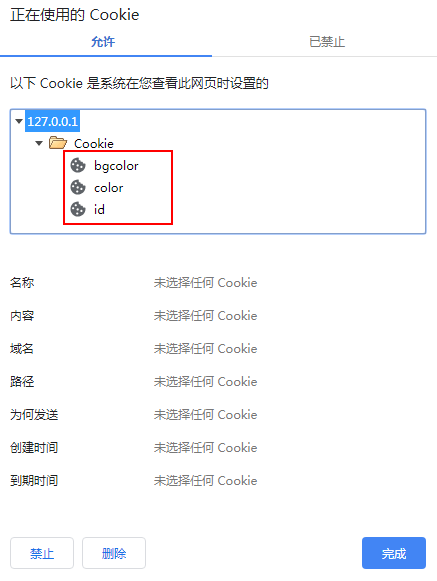 正在使用的 Cookie
允许 已禁止
以下 Cookie 是系统在您查看此网页时设置的
127.0.0.1
Cookie
bgcolor
color
id
名称 未选择任何 Cookie
内容 未选择任何 Cookie
域名 未选择任何 Cookie
路径 未选择任何 Cookie
为何发送 未选择任何 Cookie
创建时间 未选择任何 Cookie
到期时间 未选择任何 Cookie
禁止 删除 完成